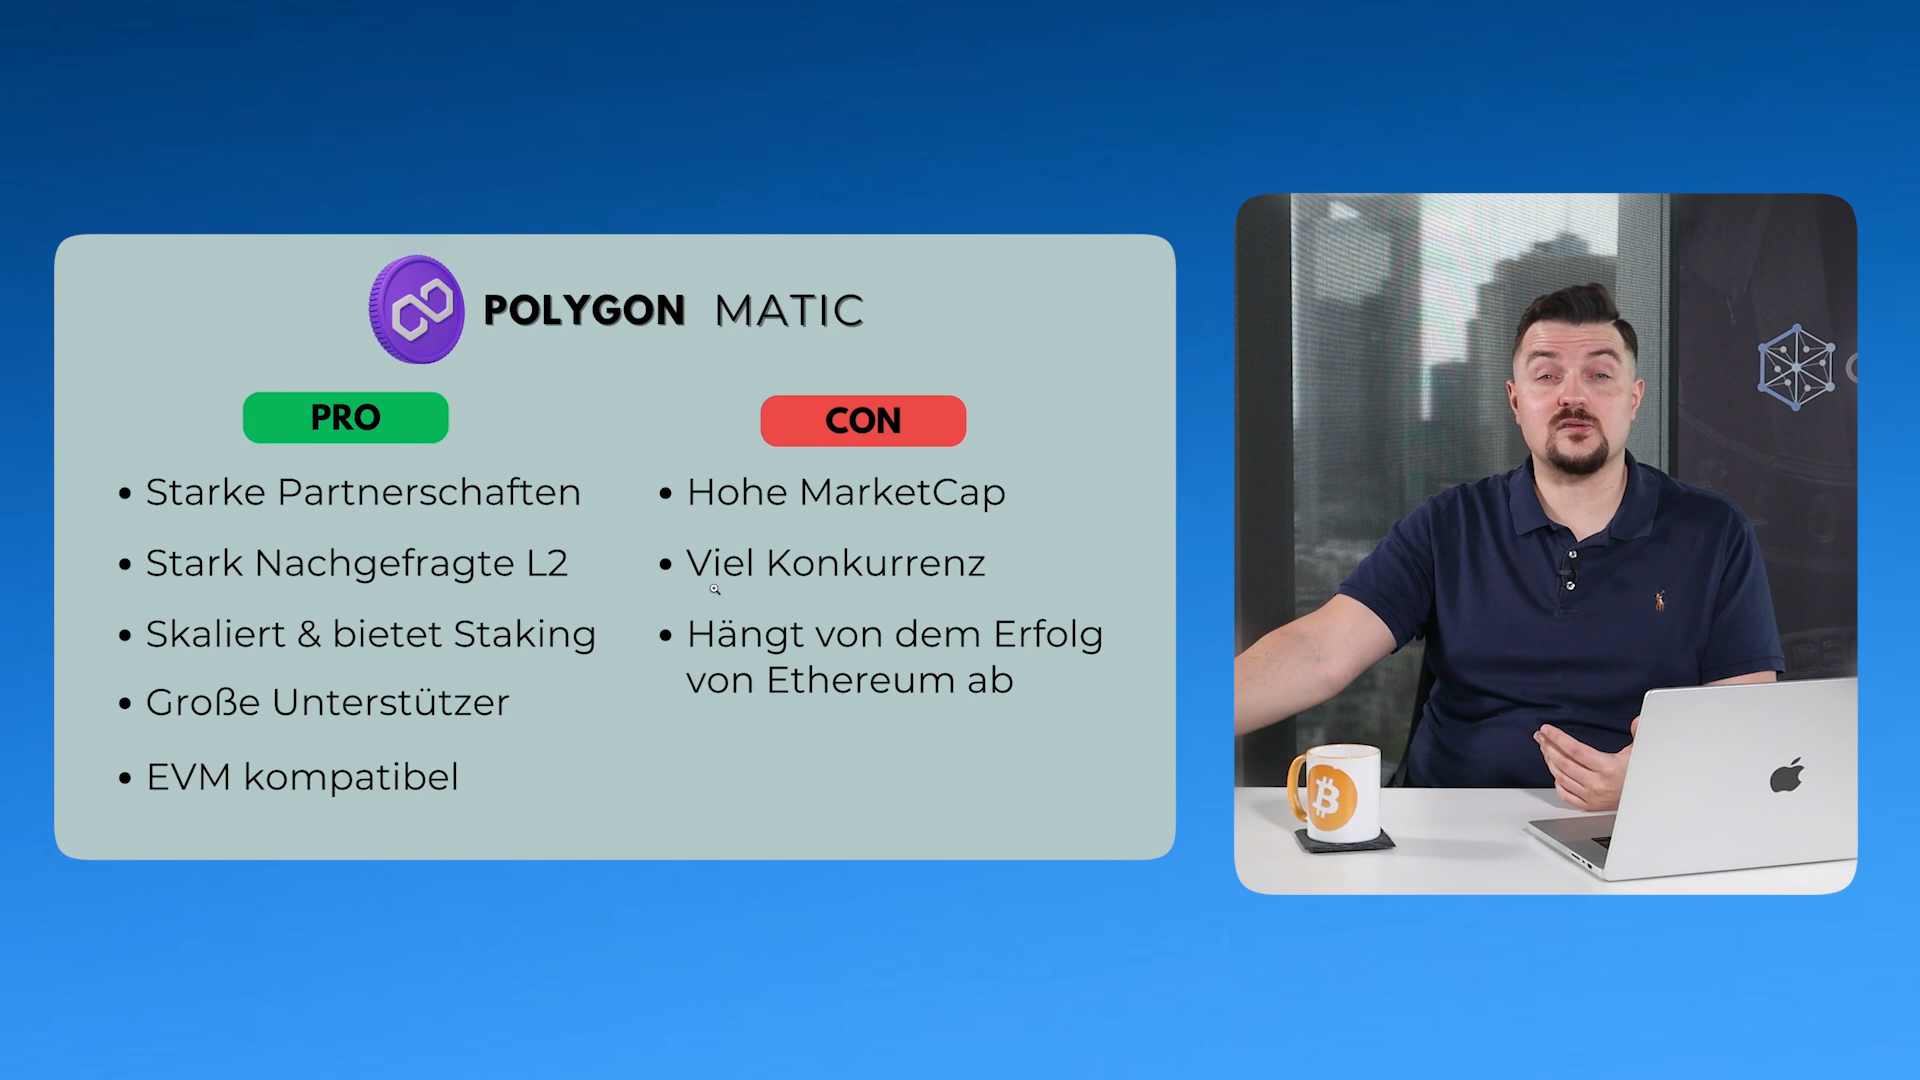 POLYGON MATIC
PRO
Starke Partnerschaften
Stark Nachgefragte L2
Skaliert & bietet Staking
Große Unterstützer
EVM kompatibel
CON
Hohe MarketCap
Viel Konkurrenz
Hängt von dem Erfolg
von Ethereum ab